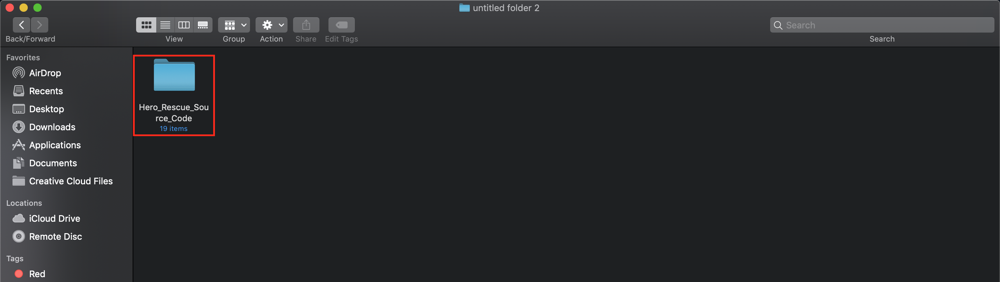 untitled folder 2
Search
Back/Forward
View
Group
Action
Share
Edit Tags
Search
Favorites
AirDrop
Recents
Desktop
Downloads
Applications
Documents
Creative Cloud Files
Locations
iCloud Drive
Remote Disc
Tags
Red
Hero_Rescue_Sou
rce_Code
19 items